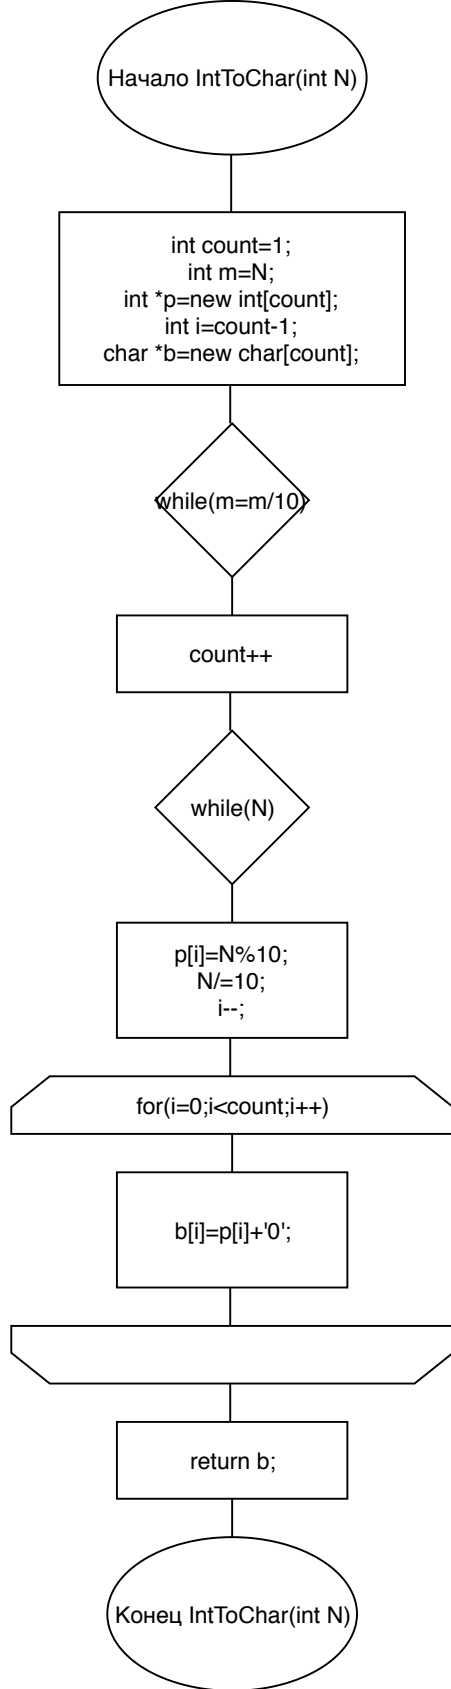 Начало IntToChar(int N)
int count=1;
int m=N;
int *p=new int[count];
int i=count-1;
char *b=new char[count];
while(m=m/10)
count++
while(N)
p[i]=N%10;
N/=10;
i--;
for(i=0;i<count;i++)
b[i]=p[i]+'0';
return b;
Конец IntToChar(int N)